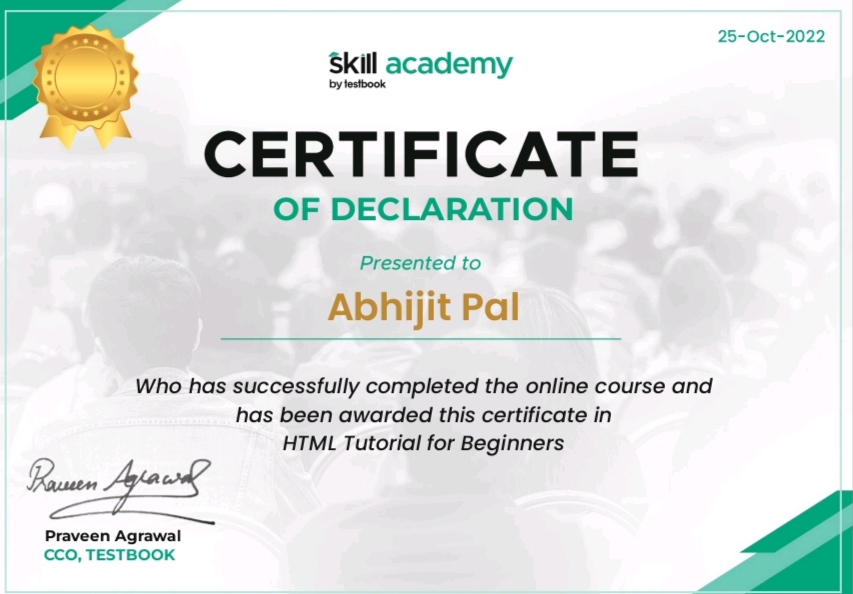 25-Oct-2022
skill academy
by testbook
CERTIFICATE
OF DECLARATION
Presented to
Abhijit Pal
Who has successfully completed the online course and
has been awarded this certificate in
HTML Tutorial for Beginners
Praveen Agrawal
Praveen Agrawal
CCO, TESTBOOK